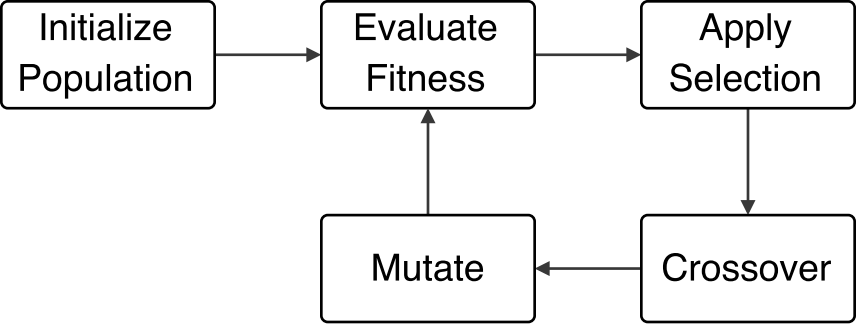 Initialize
Population
Evaluate
Fitness
Apply
Selection
Mutate
Crossover